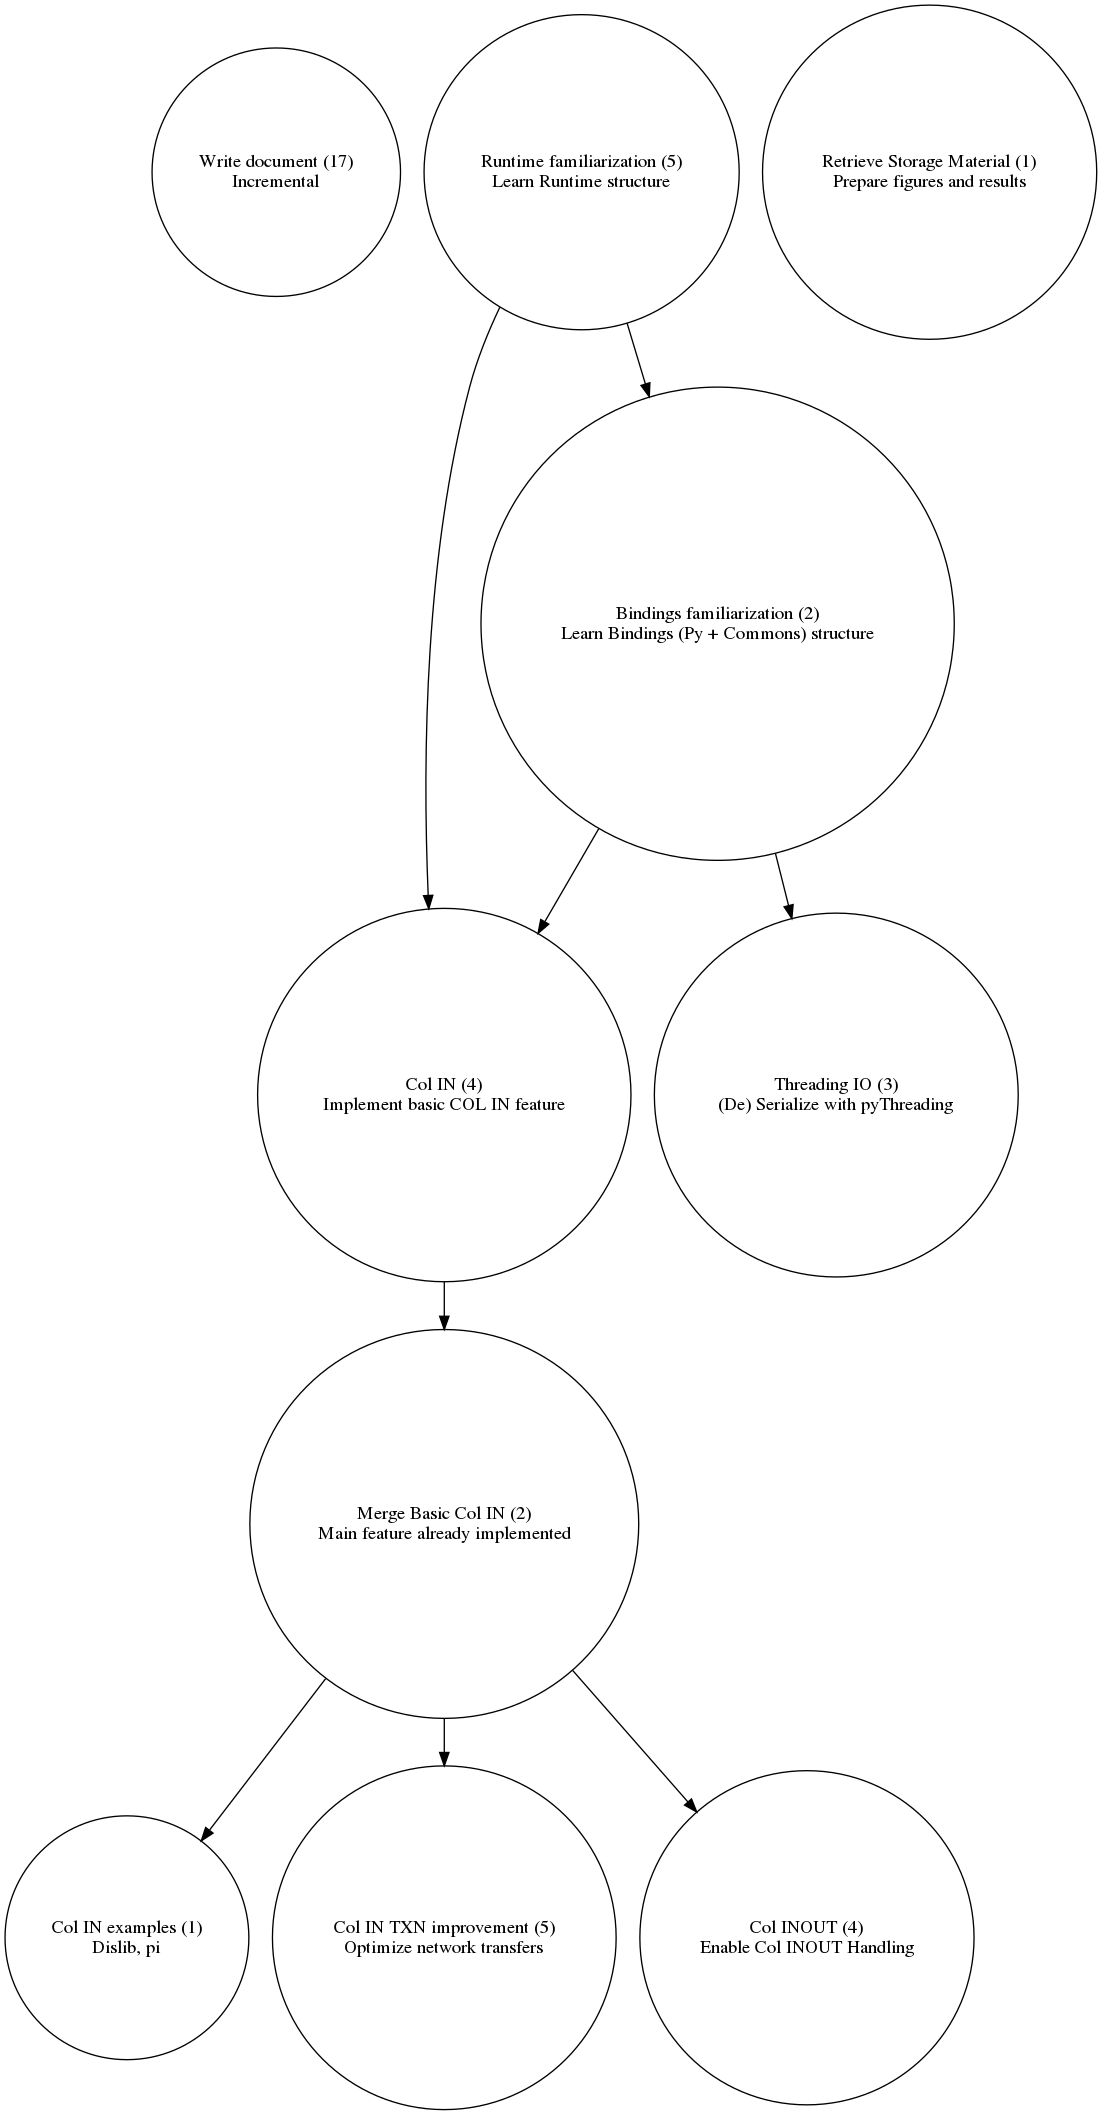 Write document (17)
Incremental
Runtime familiarization (5)
Learn Runtime structure
Retrieve Storage Material (1)
Prepare figures and results
Bindings familiarization (2)
Learn Bindings (Py + Commons) structure
Col IN (4)
Implement basic COL IN feature
Threading IO (3)
(De) Serialize with pyThreading
Merge Basic Col IN (2)
Main feature already implemented
Col IN examples (1)
Dislib, pi
Col IN TXN improvement (5)
Optimize network transfers
Col INOUT (4)
Enable Col INOUT Handling